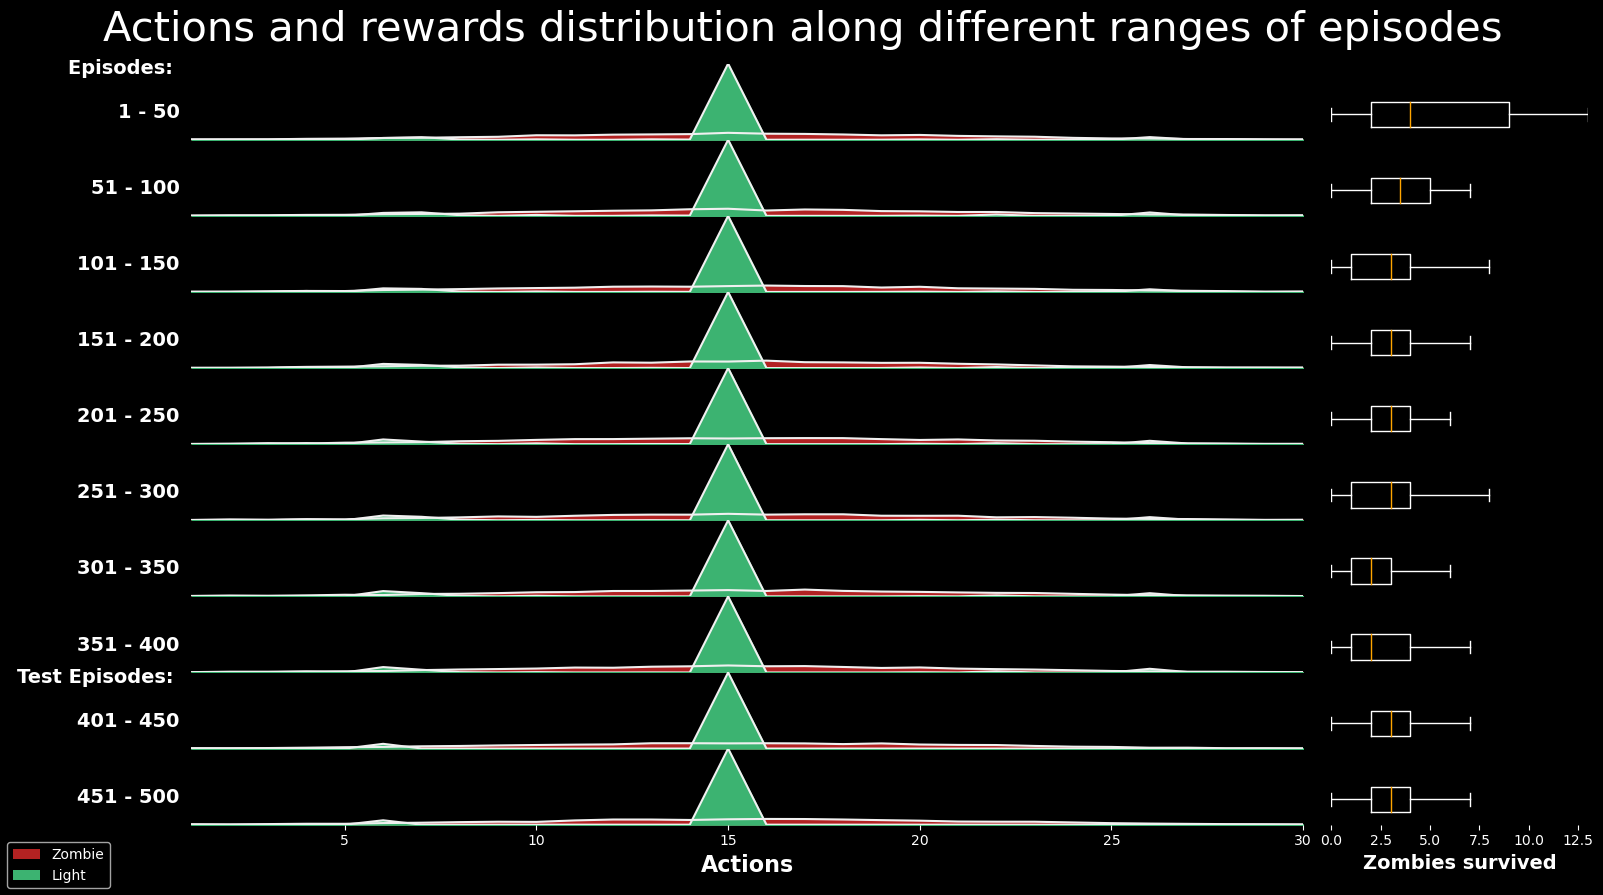 Actions and rewards distribution along different ranges of episodes
Episodes:
1 - 50
51 - 100
101 - 150
151 - 200
201 - 250
251 - 300
301 - 350
351 - 400
Test Episodes:
401 - 450
451 - 500
5 10 15 20 25 30
0.0 2.5 5.0 7.5 10.0 12.5
Actions
Zombies survived
Zombie
Light